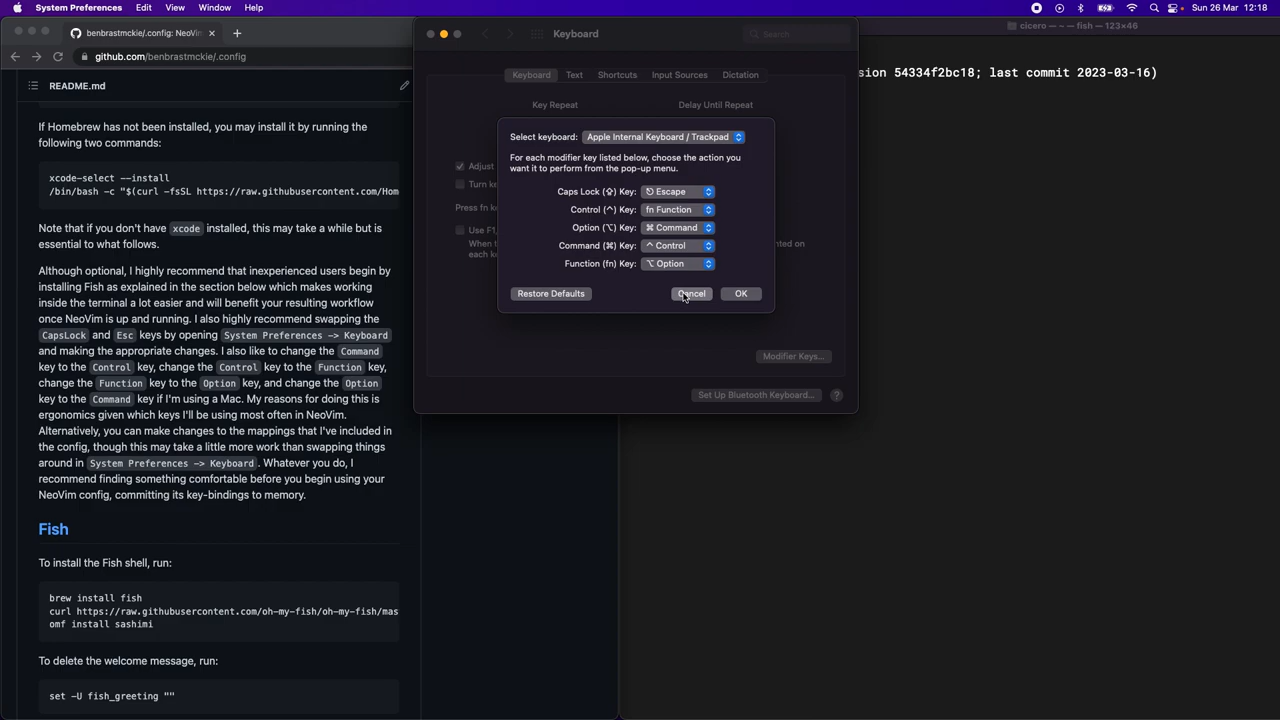 System Preferences Edit View Window Help
Sun 26 Mar 12:18
benbrastmckie/.config: NeoVi
github.com/benbrastmckie/.config
README.md
If Homebrew has not been installed, you may install it by running the
following two commands:
xcode-select --install
/bin/bash -c "$(curl -fsSL https://raw.githubusercontent.com/Hom
Note that if you don't have xcode installed, this may take a while but is
essential to what follows.
Although optional, I highly recommend that inexperienced users begin by
installing Fish as explained in the section below which makes working
inside the terminal a lot easier and will benefit your resulting workflow
once NeoVim is up and running. I also highly recommend swapping the
CapsLock and Esc keys by opening System Preferences -> Keyboard
and making the appropriate changes. I also like to change the Command
key to the Control key, change the Control key to the Function key,
change the Function key to the Option key, and change the Option
key to the Command key if I'm using a Mac. My reasons for doing this is
ergonomics given which keys I'll be using most often in NeoVim.
Alternatively, you can make changes to the mappings that I've included in
the config, though this may take a little more work than swapping things
around in System Preferences -> Keyboard. Whatever you do, I
recommend finding something comfortable before you begin using your
NeoVim config, committing its key-bindings to memory.
Fish
To install the Fish shell, run:
brew install fish
curl https://raw.githubusercontent.com/oh-my-fish/oh-my-fish/mas
omf install sashimi
To delete the welcome message, run:
set -U fish_greeting ""
Keyboard
Search
Keyboard Text Shortcuts Input Sources Dictation
Key Repeat Delay Until Repeat
Adjust
Turn ke
Press fn k
Use F1,
When t
each ke
nted on
Select keyboard: Apple Internal Keyboard / Trackpad
For each modifier key listed below, choose the action you
want it to perform from the pop-up menu.
Caps Lock (⇪) Key: ⎋ Escape
Control (^) Key: fn Function
Option (⌥) Key: ⌘ Command
Command (⌘) Key: ^ Control
Function (fn) Key: ⌥ Option
Restore Defaults Cancel OK
Modifier Keys...
Set Up Bluetooth Keyboard... ?
cicero — ~ — fish — 123×46
sion 54334f2bc18; last commit 2023-03-16)